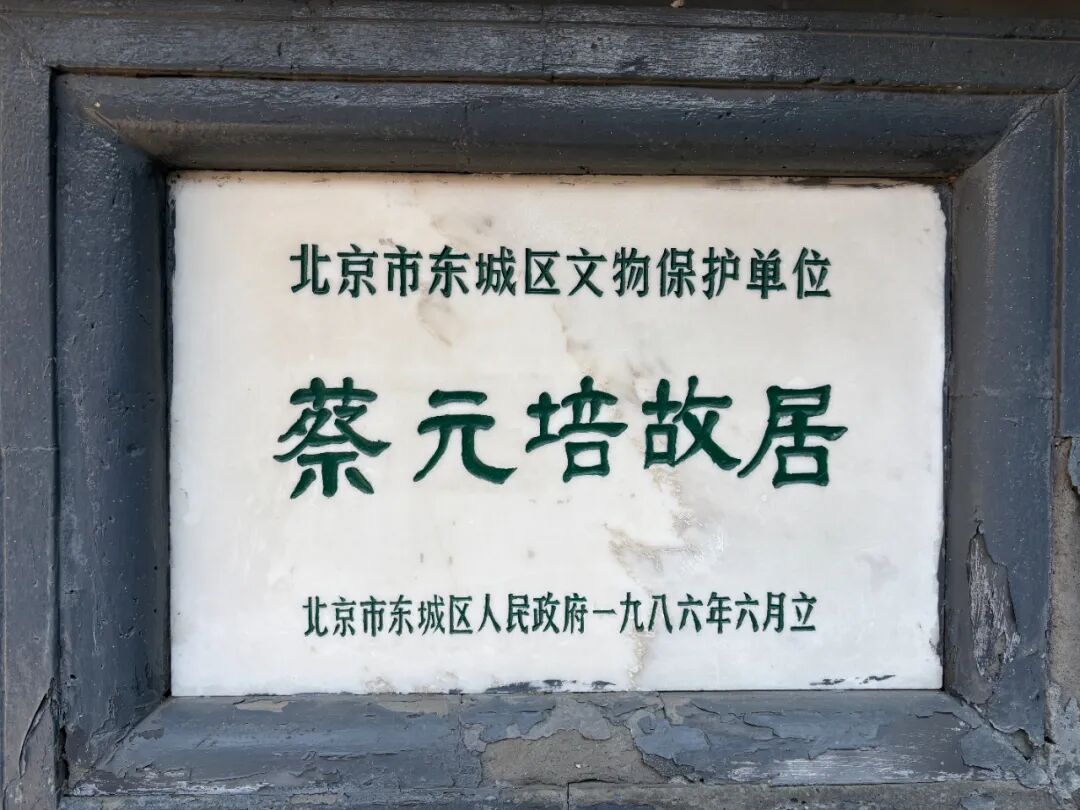 北京市东城区文物保护单位
蔡元培故居
北京市东城区人民政府一九八六年六月立